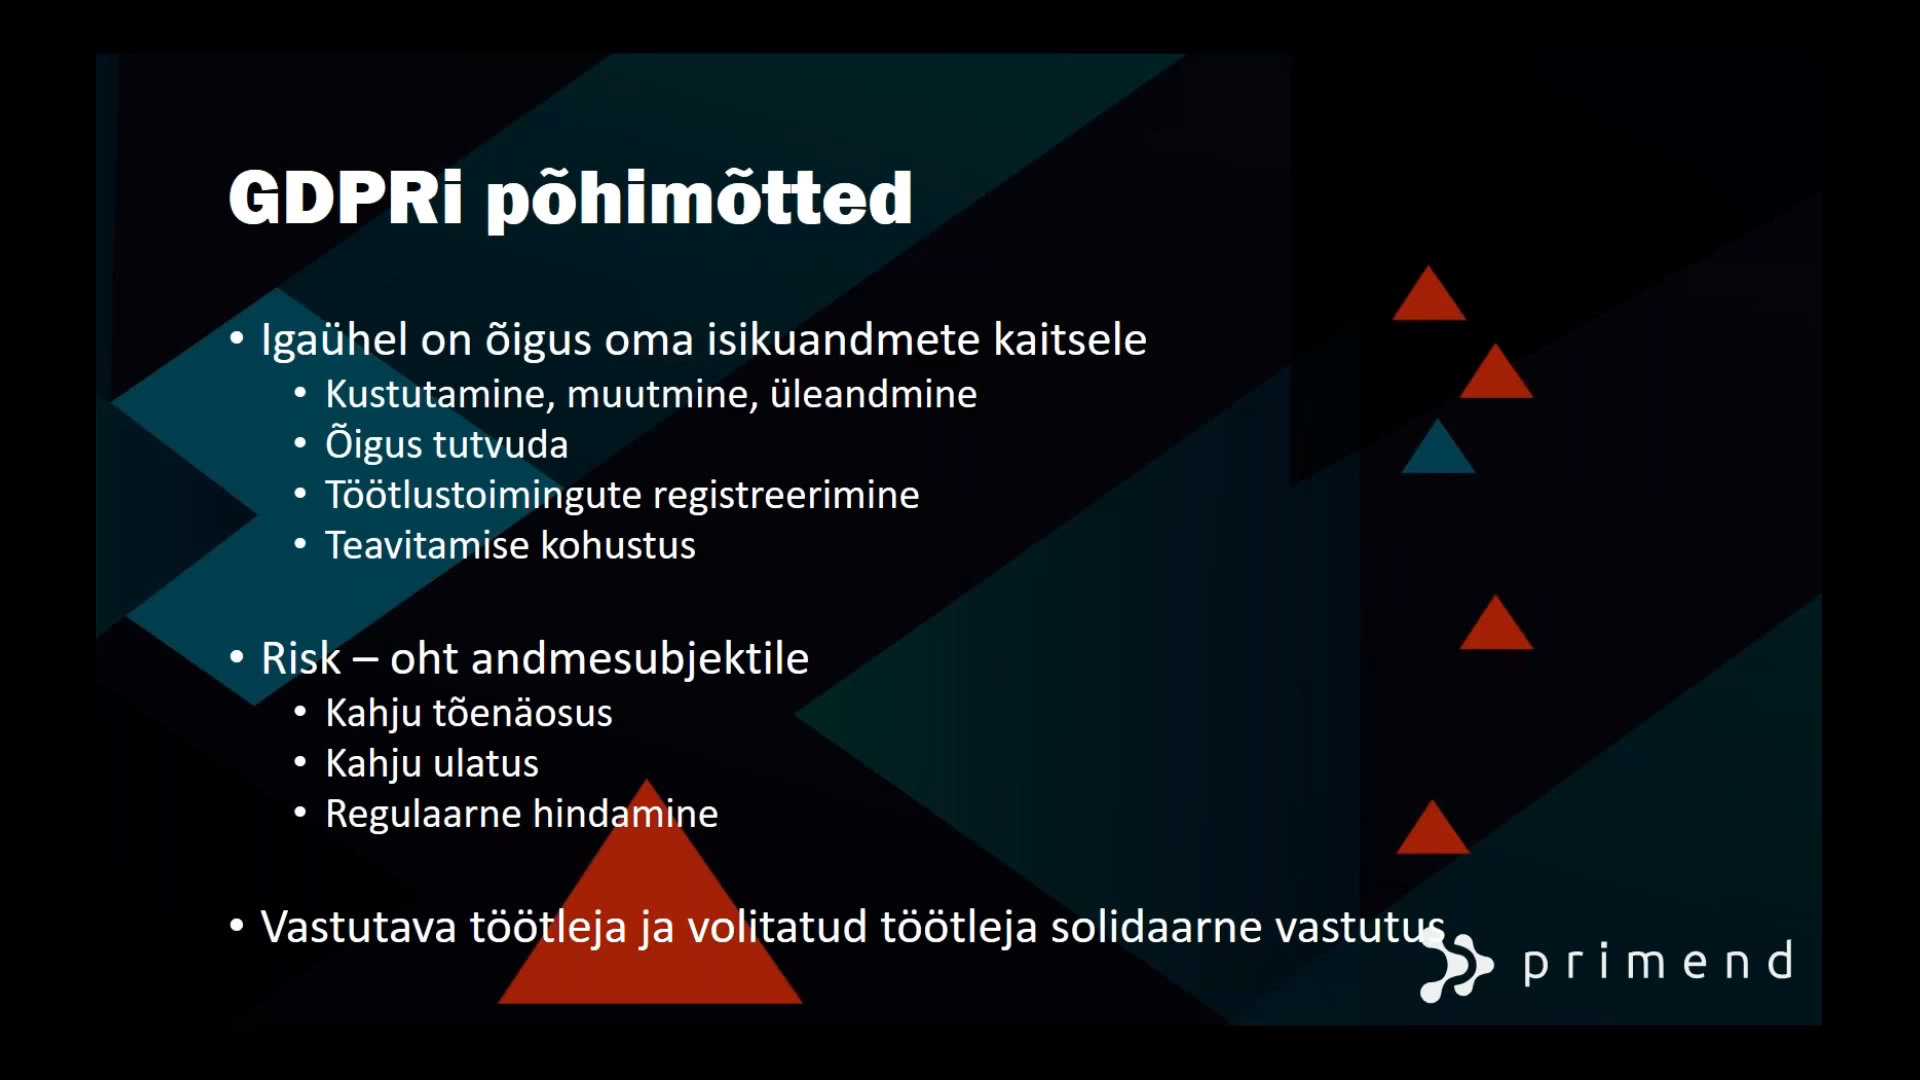 GDPRi põhimõtted
• Igaühel on õigus oma isikuandmete kaitsele
• Kustutamine, muutmine, üleandmine
• Õigus tutvuda
• Töötlustoimingute registreerimine
• Teavitamise kohustus
• Risk – oht andmesubjektile
• Kahju tõenäosus
• Kahju ulatus
• Regulaarne hindamine
• Vastutava töötleja ja volitatud töötleja solidaarne vastutus
primend